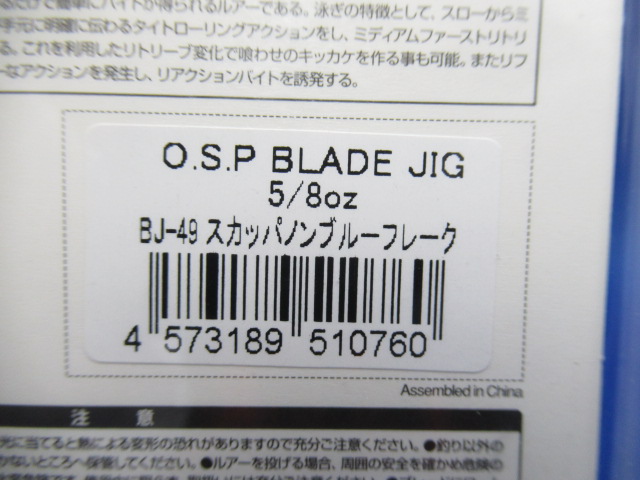 簡単にバイトが得られるルアーである。泳ぎの特徴として、スローからミ
手元に明確に伝わるタイトローリングアクションをし、ミディアムファーストリトリ
る。これを利用したリトリーブ変化で喰わせのキッカケを作る事も可能。またリフ
ーなアクションを発生し、リアクションバイトを誘発する。
O.S.P BLADE JIG
5/8oz
BJ-49 スカッパノンブルーフレーク
4 573189 510760
Assembled in China
注 意
光に当てると熱による変形の恐れがありますので充分ご注意ください。●釣り以外の
かないところへ保管してください。●ルアーを投げる場合、周囲の安全を確かめ危険の